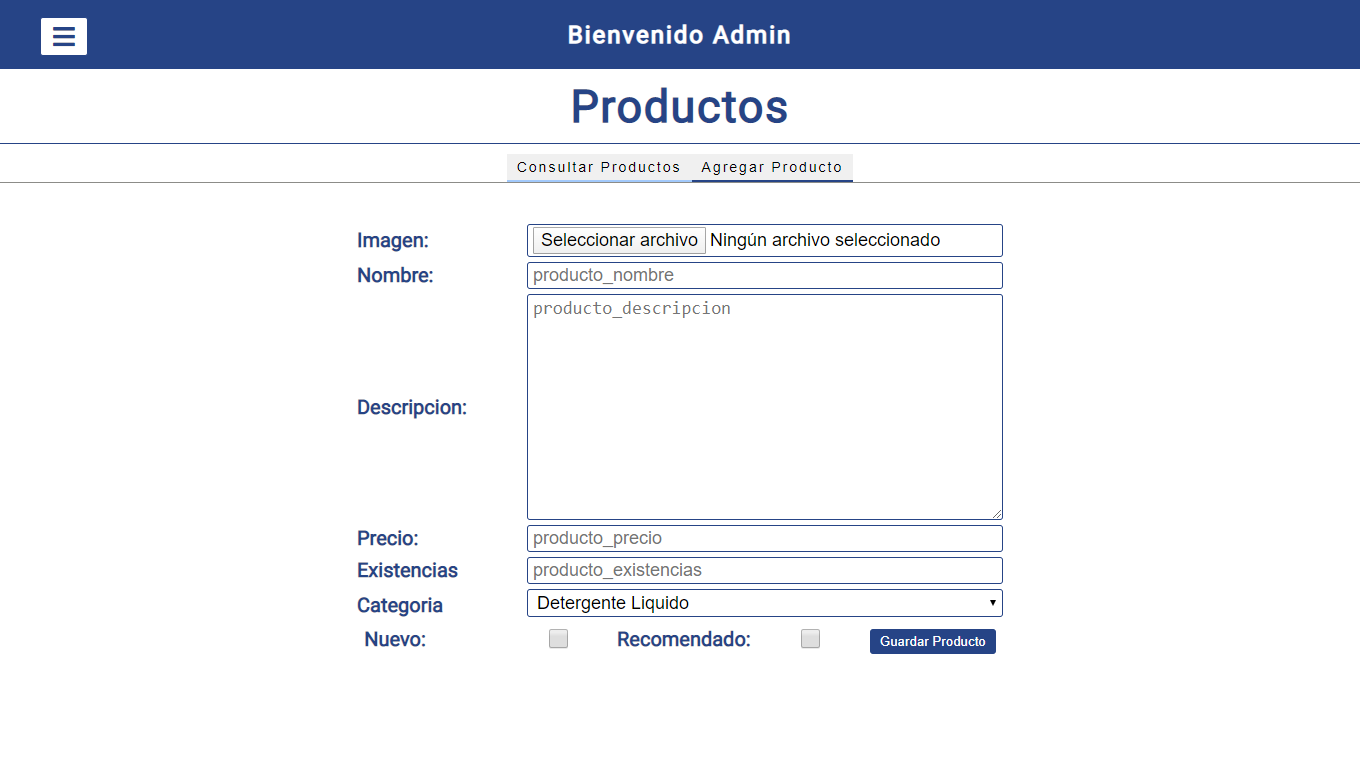 Bienvenido Admin
Productos
Consultar Productos Agregar Producto
Imagen: Seleccionar archivo Ningún archivo seleccionado
Nombre: producto_nombre
producto_descripcion
Descripcion:
Precio: producto_precio
Existencias producto_existencias
Categoria Detergente Liquido
Nuevo: Recomendado: Guardar Producto